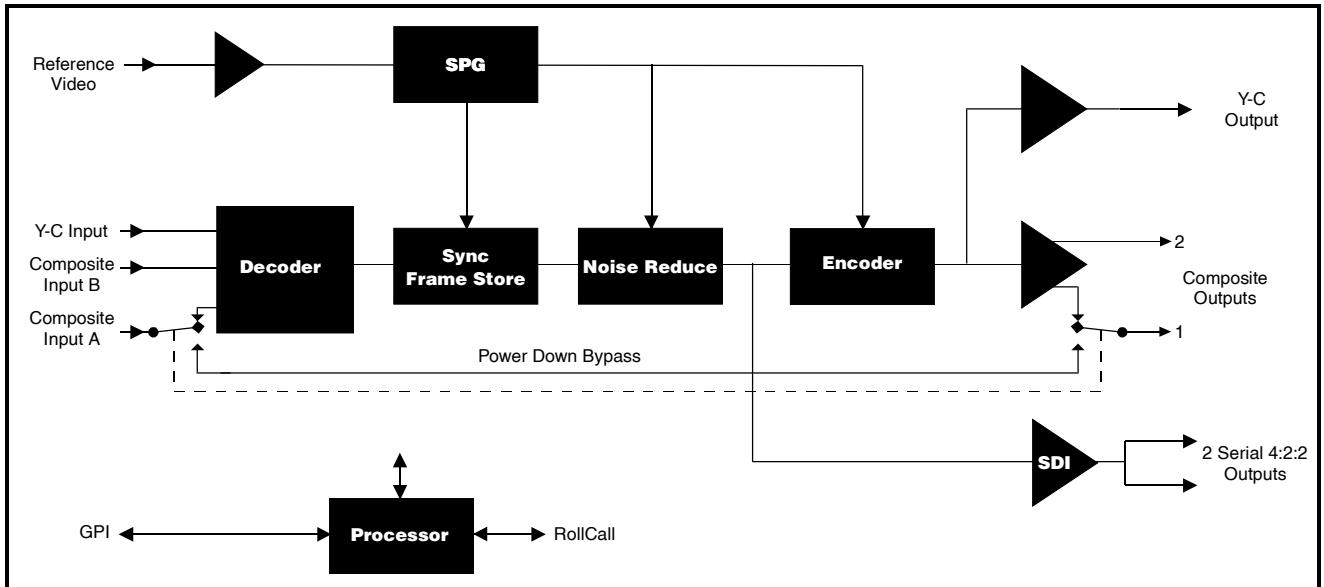 Reference
Video
SPG
Y-C
Output
Y-C Input
Composite
Input B
Composite
Input A
Decoder
Sync
Frame Store
Noise Reduce
Encoder
2
Composite
Outputs
1
Power Down Bypass
SDI
2 Serial 4:2:2
Outputs
GPI
Processor
RollCall